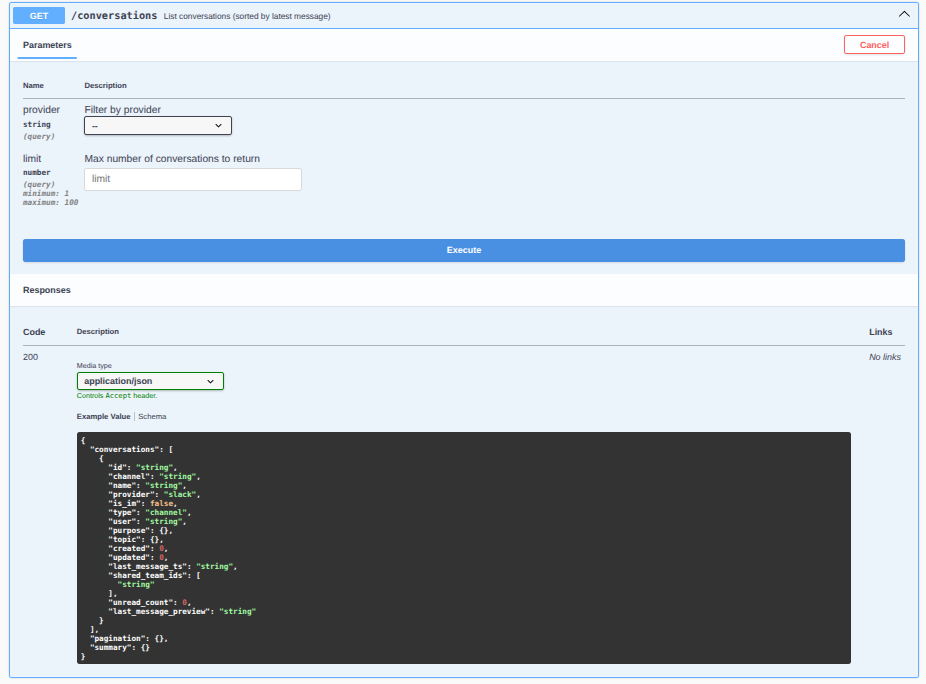 GET /conversations List conversations (sorted by latest message)
Parameters Cancel
Name Description
provider Filter by provider
string --
(query)
limit Max number of conversations to return
number limit
(query)
minimum: 1
maximum: 100
Execute
Responses
Code Description Links
200 No links
Media type
application/json
Controls Accept header.
Example Value Schema
{
  "conversations": [
    {
      "id": "string",
      "channel": "string",
      "name": "string",
      "provider": "slack",
      "is_im": false,
      "type": "channel",
      "user": "string",
      "purpose": {},
      "topic": {},
      "created": 0,
      "updated": 0,
      "last_message_ts": "string",
      "shared_team_ids": [
        "string"
      ],
      "unread_count": 0,
      "last_message_preview": "string"
    }
  ],
  "pagination": {},
  "summary": {}
}